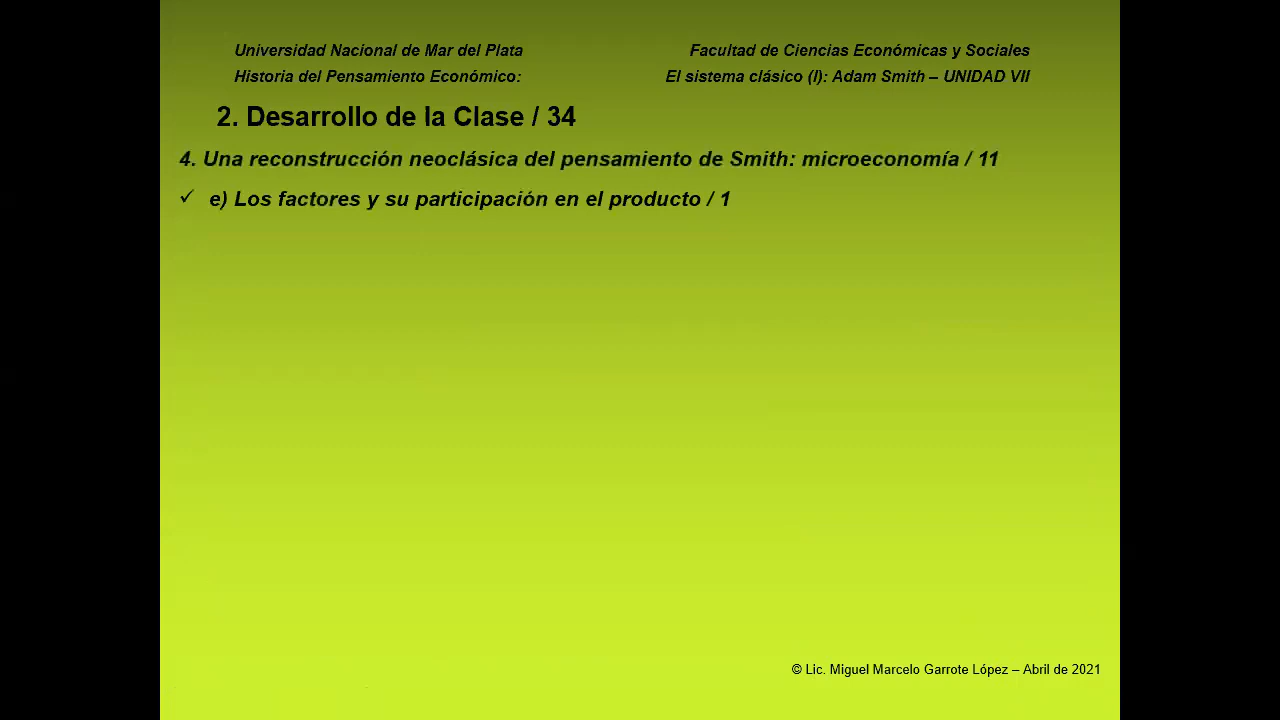 Universidad Nacional de Mar del Plata Facultad de Ciencias Económicas y Sociales
Historia del Pensamiento Económico: El sistema clásico (I): Adam Smith – UNIDAD VII
2. Desarrollo de la Clase / 34
4. Una reconstrucción neoclásica del pensamiento de Smith: microeconomía / 11
✓ e) Los factores y su participación en el producto / 1
© Lic. Miguel Marcelo Garrote López – Abril de 2021